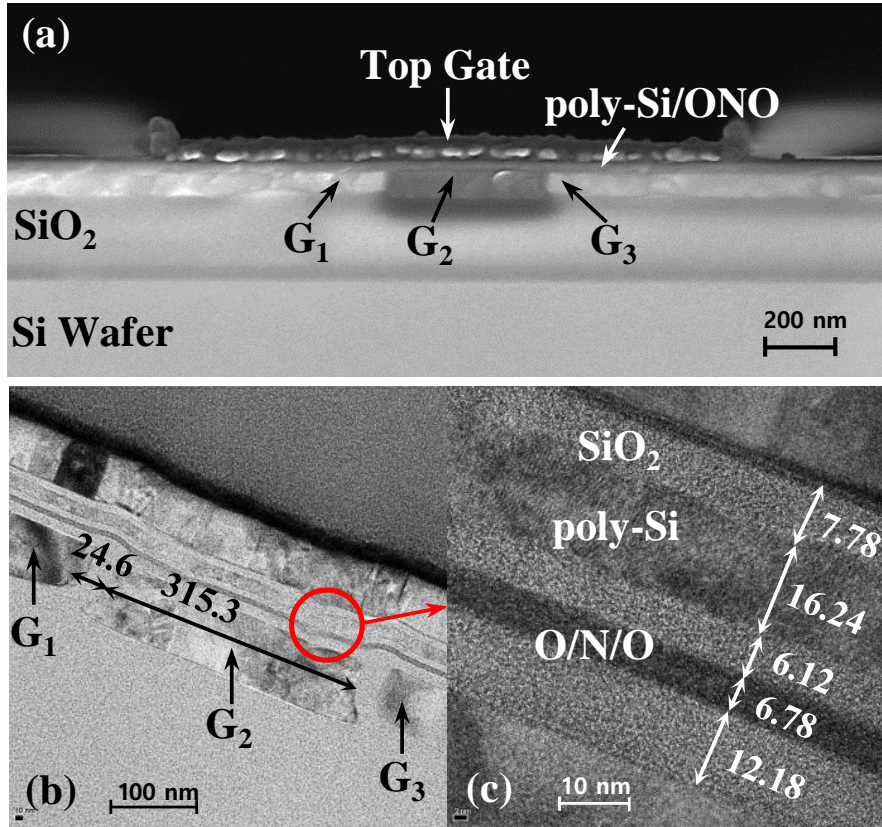 (a)
Top Gate
poly-Si/ONO
G1
G2
G3
SiO2
Si Wafer
200 nm
24.6
315.3
G1
G2
G3
(b)
100 nm
SiO2
poly-Si
O/N/O
7.78
16.24
6.12
6.78
12.18
(c)
10 nm